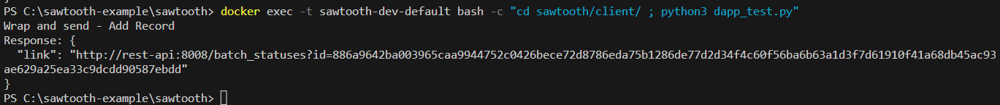 PS C:\sawtooth-example\sawtooth> docker exec -t sawtooth-dev-default bash -c "cd sawtooth/client/ ; python3 dapp_test.py"
Wrap and send - Add Record
Response: {
  "link": "http://rest-api:8008/batch_statuses?id=886a9642ba003965caa9944752c0426bece72d8786eda75b1286de77d2d34f4c60f56ba6b63a1d3f7d61910f41a68db45ac93
ae629a25ea33c9dcdd90587ebdd"
}
PS C:\sawtooth-example\sawtooth>